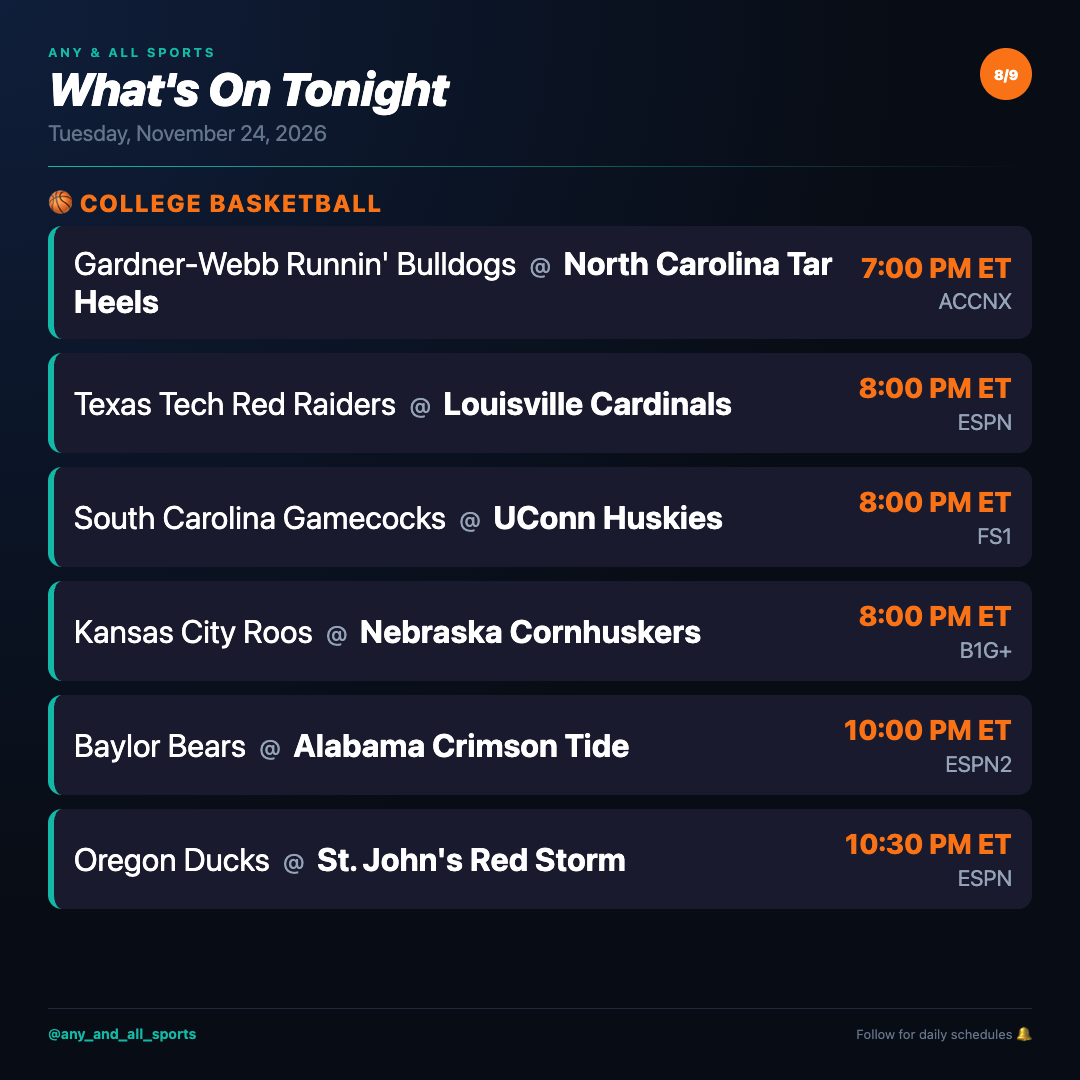 ANY & ALL SPORTS
What's On Tonight
Tuesday, November 24, 2026
8/9
🏀 COLLEGE BASKETBALL
Gardner-Webb Runnin' Bulldogs @ North Carolina Tar
Heels
7:00 PM ET
ACCNX
Texas Tech Red Raiders @ Louisville Cardinals
8:00 PM ET
ESPN
South Carolina Gamecocks @ UConn Huskies
8:00 PM ET
FS1
Kansas City Roos @ Nebraska Cornhuskers
8:00 PM ET
B1G+
Baylor Bears @ Alabama Crimson Tide
10:00 PM ET
ESPN2
Oregon Ducks @ St. John's Red Storm
10:30 PM ET
ESPN
@any_and_all_sports
Follow for daily schedules 🔔